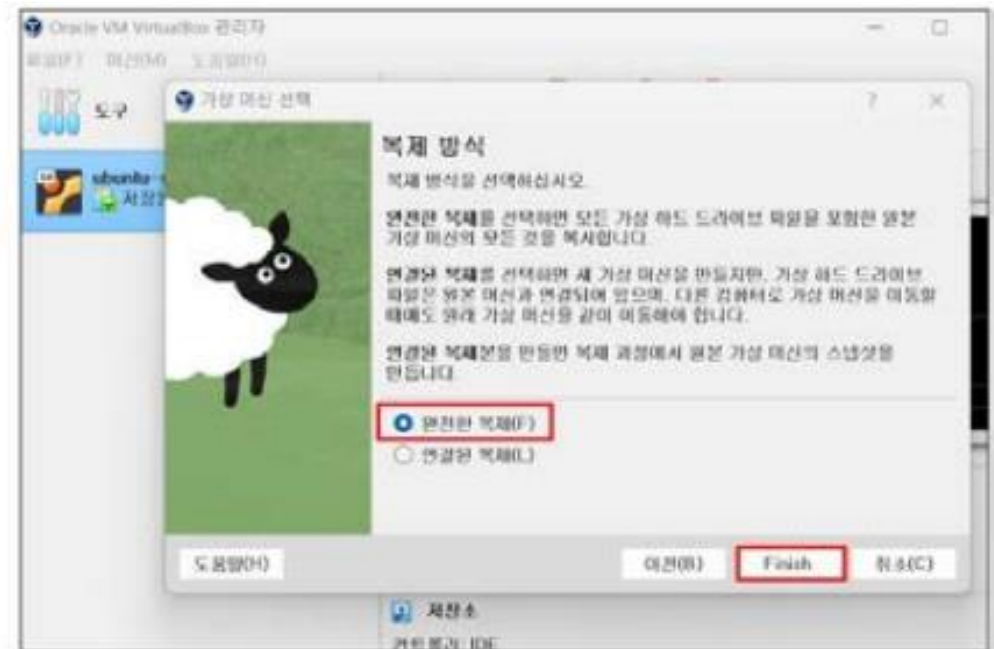 Oracle VM VirtualBox 관리자
파일(F) 머신(M) 도움말(H)
도구
가상 머신 선택
ubuntu-
저장
복제 방식
복제 방식을 선택하십시오.
완전한 복제를 선택하면 모든 가상 하드 드라이브 파일을 포함한 원본
가상 머신의 모든 것을 복사합니다.
연결된 복제를 선택하면 새 가상 머신을 만들지만, 가상 하드 드라이브
파일은 원본 머신과 연결되어 있으며, 다른 컴퓨터로 가상 머신을 이동할
때에도 원래 가상 머신을 같이 이동해야 합니다.
연결된 복제본을 만들면 복제 과정에서 원본 가상 머신의 스냅샷을
만듭니다.
완전한 복제(F)
연결된 복제(L)
도움말(H)
이전(B)
Finish
취소(C)
저장소
컨트롤러: IDE